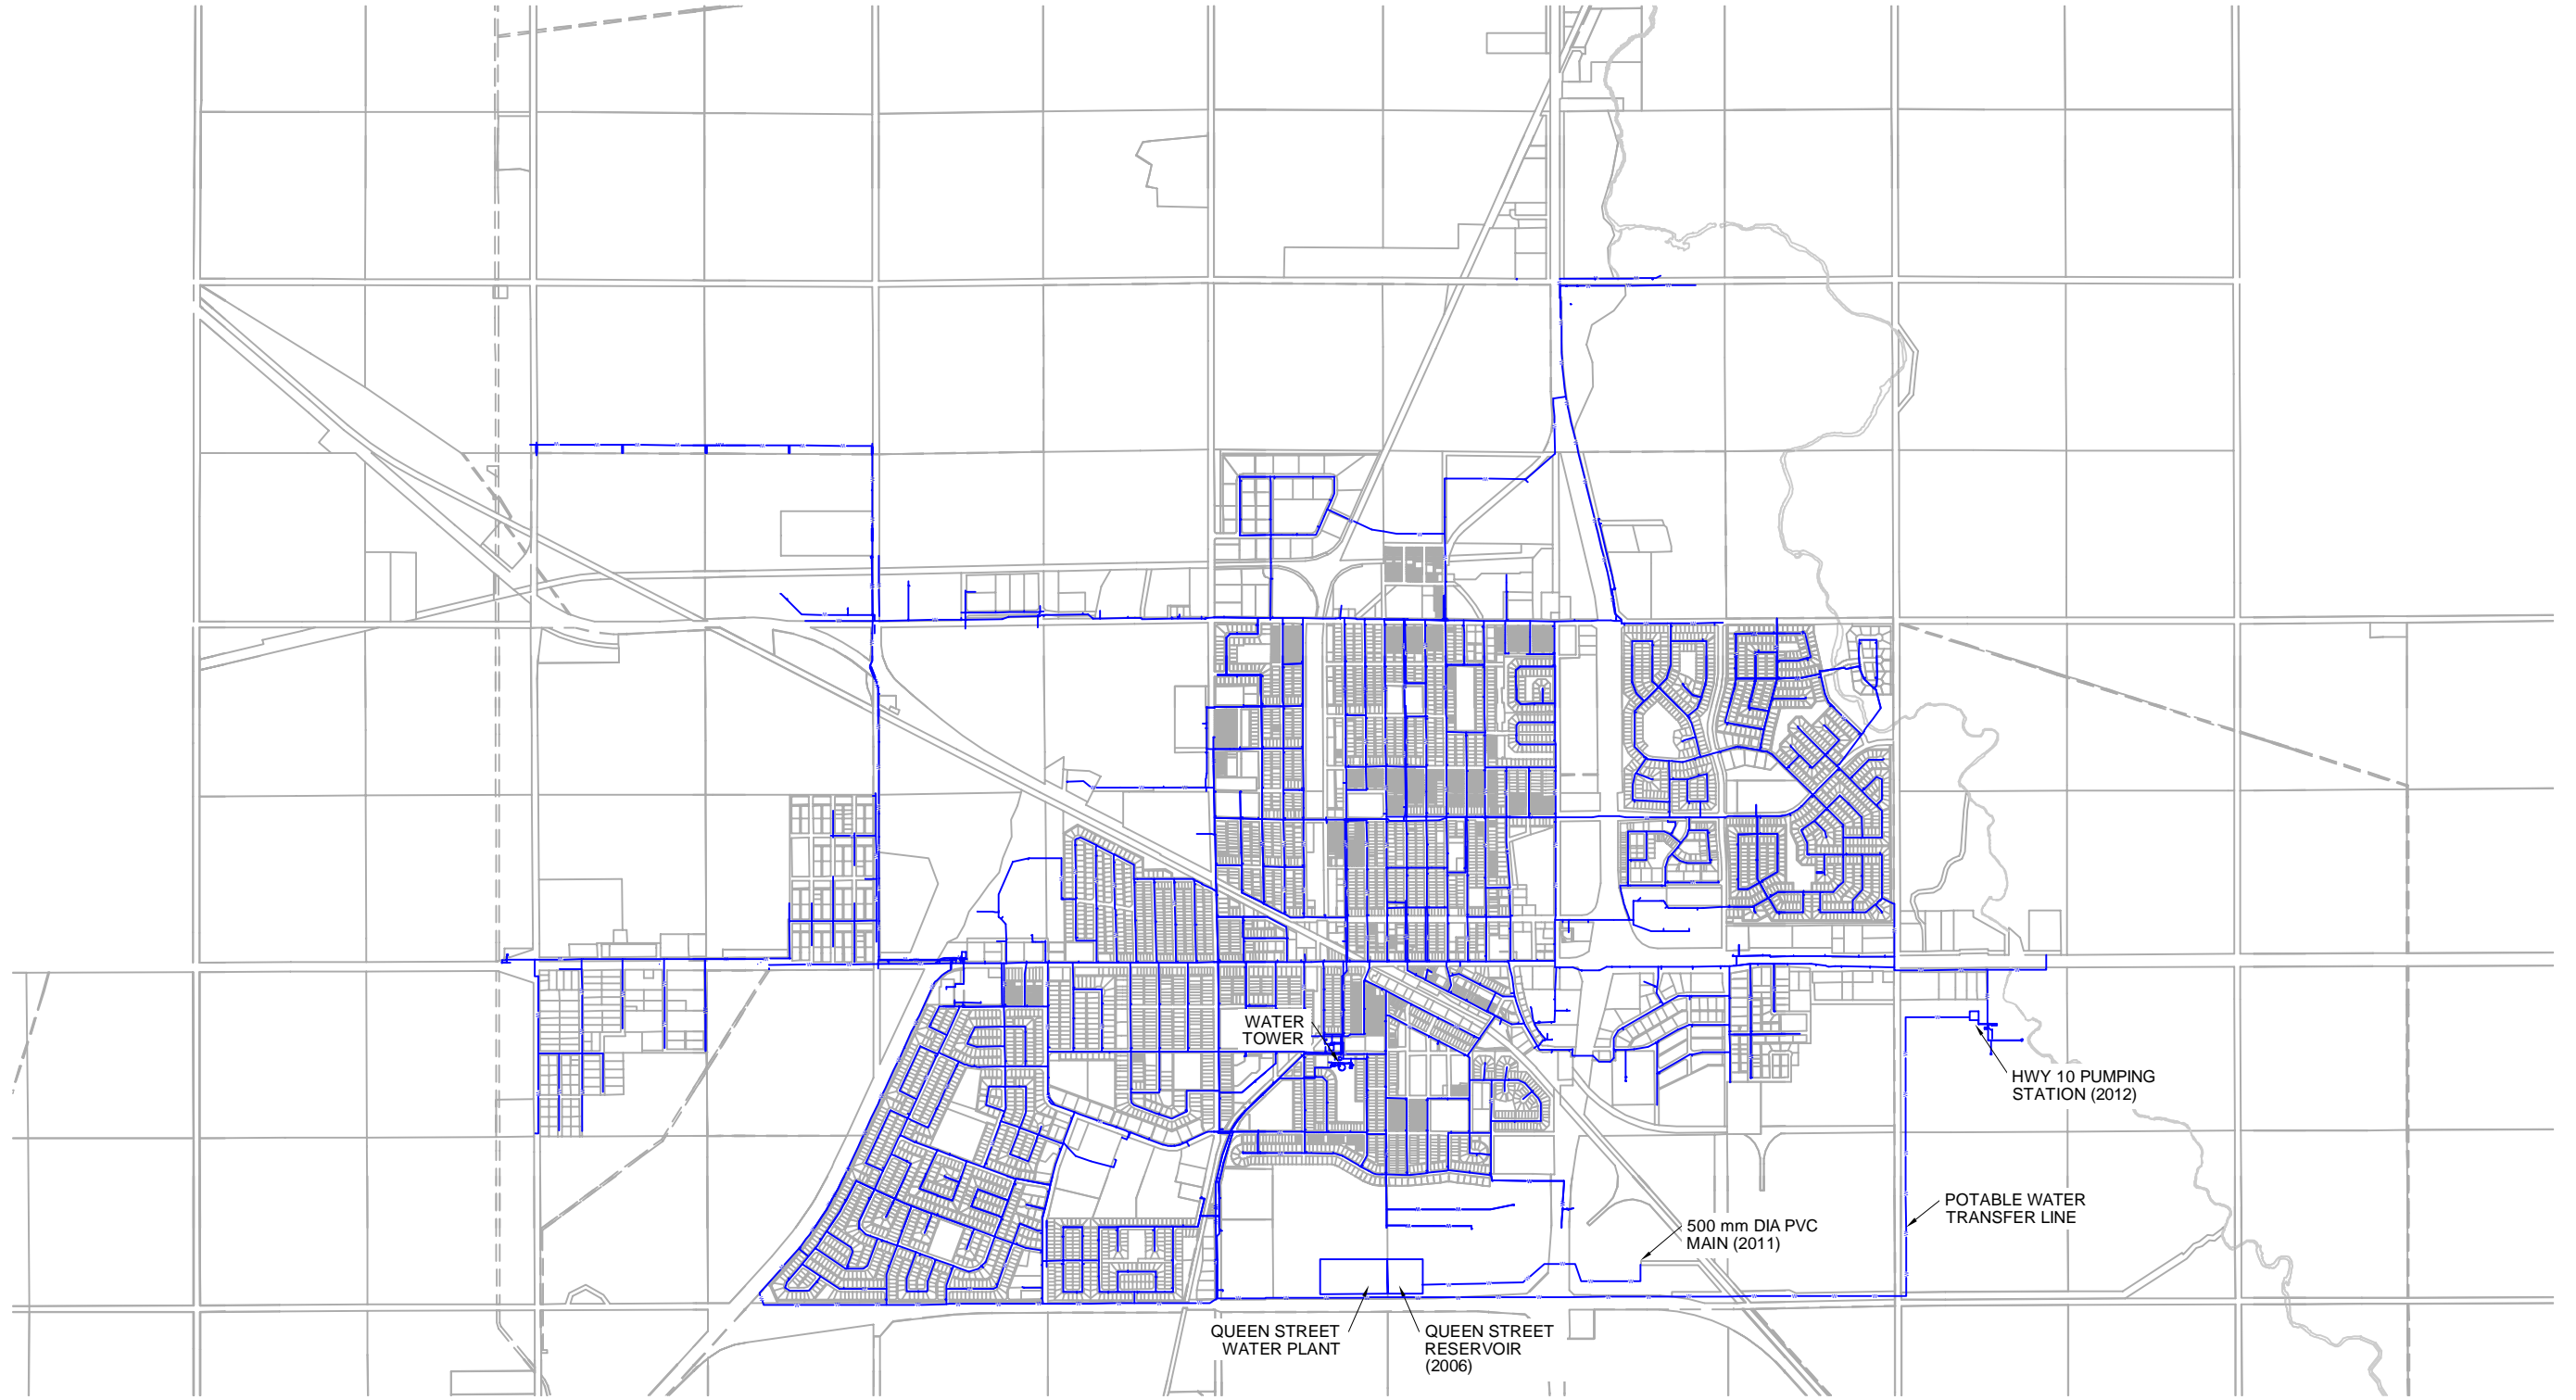 WATER
TOWER
HWY 10 PUMPING
STATION (2012)
POTABLE WATER
TRANSFER LINE
500 mm DIA PVC
MAIN (2011)
QUEEN STREET
WATER PLANT
QUEEN STREET
RESERVOIR
(2006)